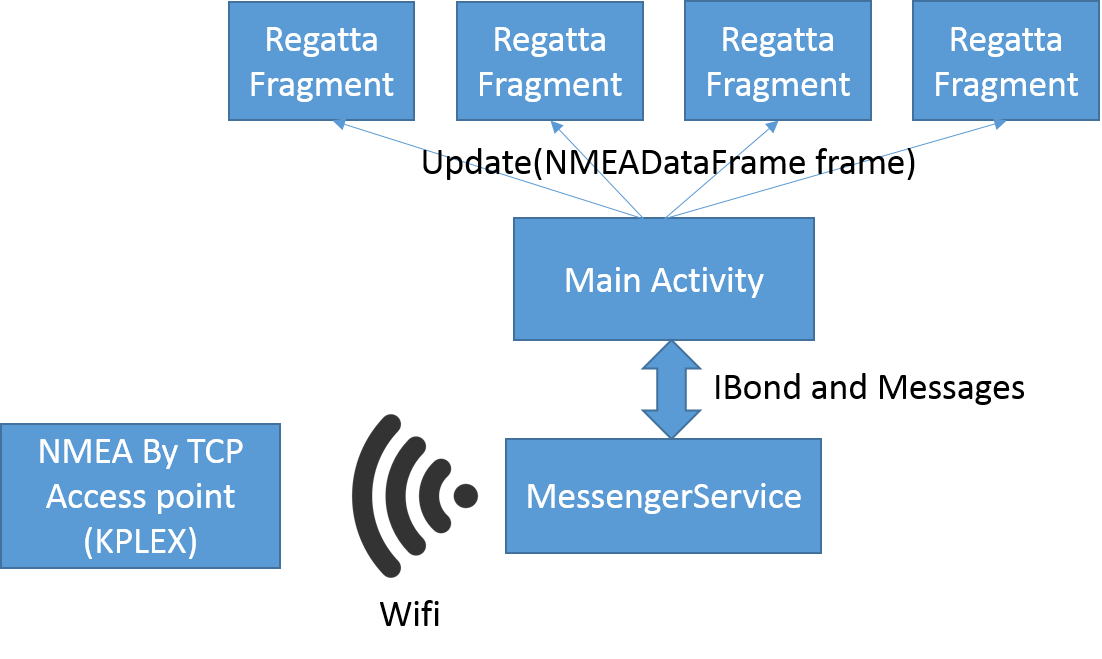 Regatta
Fragment
Regatta
Fragment
Regatta
Fragment
Regatta
Fragment
Update(NMEADataFrame frame)
Main Activity
IBond and Messages
NMEA By TCP
Access point
(KPLEX)
MessengerService
Wifi